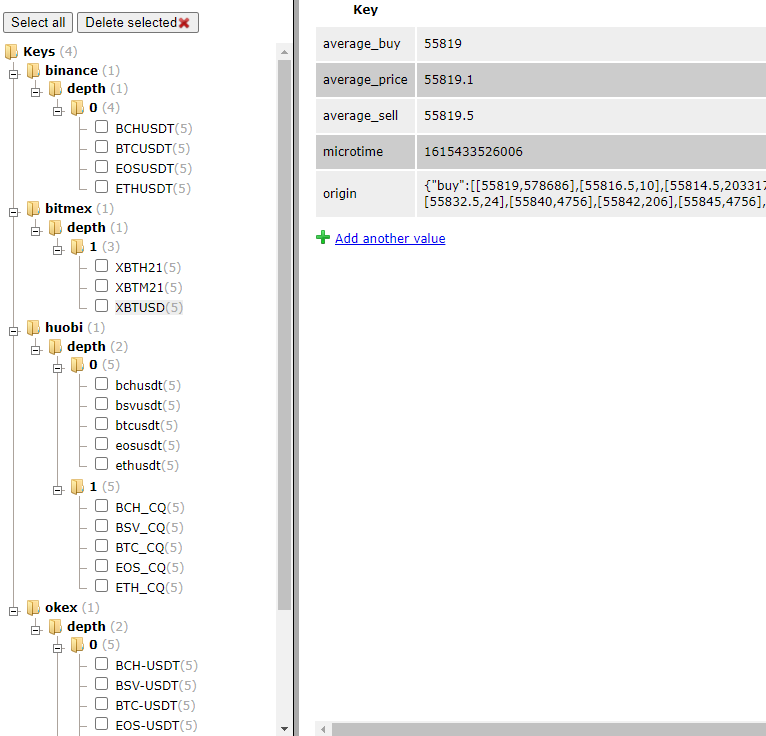 Select all Delete selected
Keys (4)
binance (1)
depth (1)
0 (4)
BCHUSDT(5)
BTCUSDT(5)
EOSUSDT(5)
ETHUSDT(5)
bitmex (1)
depth (1)
1 (3)
XBTH21(5)
XBTM21(5)
XBTUSD(5)
huobi (1)
depth (2)
0 (5)
bchusdt(5)
bsvusdt(5)
btcusdt(5)
eosusdt(5)
ethusdt(5)
1 (5)
BCH_CQ(5)
BSV_CQ(5)
BTC_CQ(5)
EOS_CQ(5)
ETH_CQ(5)
okex (1)
depth (2)
0 (5)
BCH-USDT(5)
BSV-USDT(5)
BTC-USDT(5)
EOS-USDT(5)
Key
average_buy 55819
average_price 55819.1
average_sell 55819.5
microtime 1615433526006
origin {"buy":[[55819,578686],[55816.5,10],[55814.5,203317
[55832.5,24],[55840,4756],[55842,206],[55845,4756],
Add another value